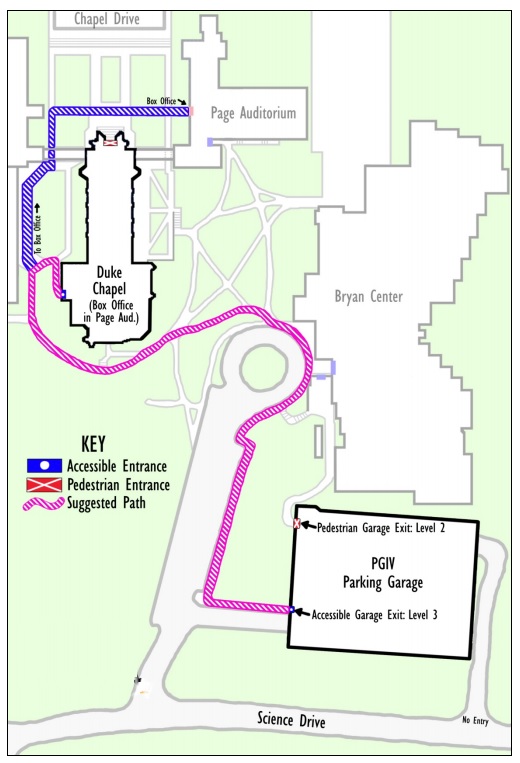 Chapel Drive
Box Office
Page Auditorium
To Box Office
Duke
Chapel
(Box Office
in Page Aud.)
Bryan Center
KEY
Accessible Entrance
Pedestrian Entrance
Suggested Path
Pedestrian Garage Exit: Level 2
PGIV
Parking Garage
Accessible Garage Exit: Level 3
Science Drive
No Entry